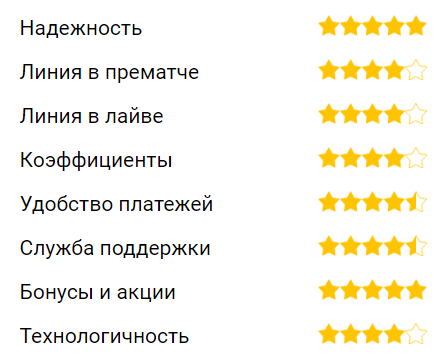 Надежность
Линия в прематче
Линия в лайве
Коэффициенты
Удобство платежей
Служба поддержки
Бонусы и акции
Технологичность